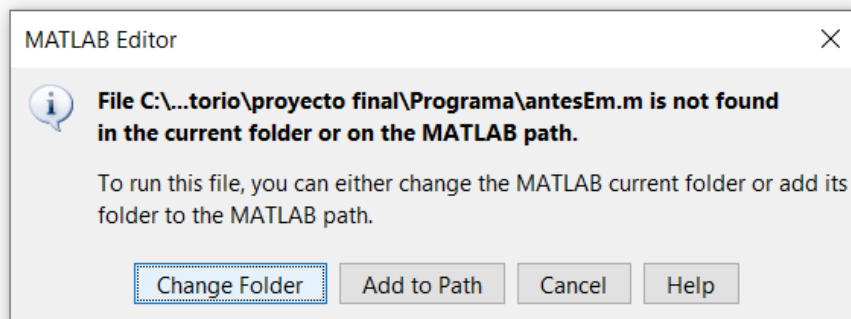 MATLAB Editor
File C:\...torio\proyecto final\Programa\antesEm.m is not found
in the current folder or on the MATLAB path.
To run this file, you can either change the MATLAB current folder or add its
folder to the MATLAB path.
Change Folder Add to Path Cancel Help